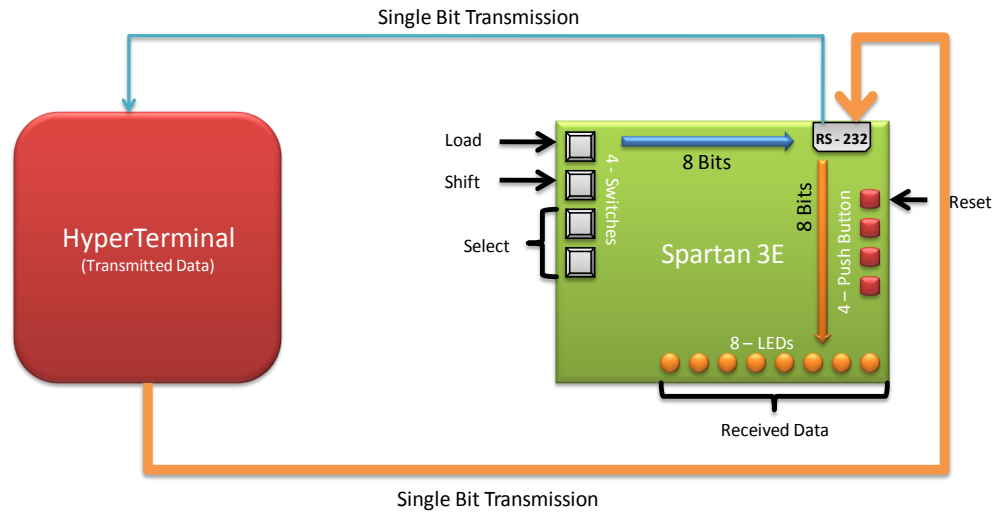 Single Bit Transmission
Load
Shift
Select
4 - Switches
8 Bits
RS - 232
8 Bits
Reset
4 – Push Button
HyperTerminal
(Transmitted Data)
Spartan 3E
8 – LEDs
Received Data
Single Bit Transmission